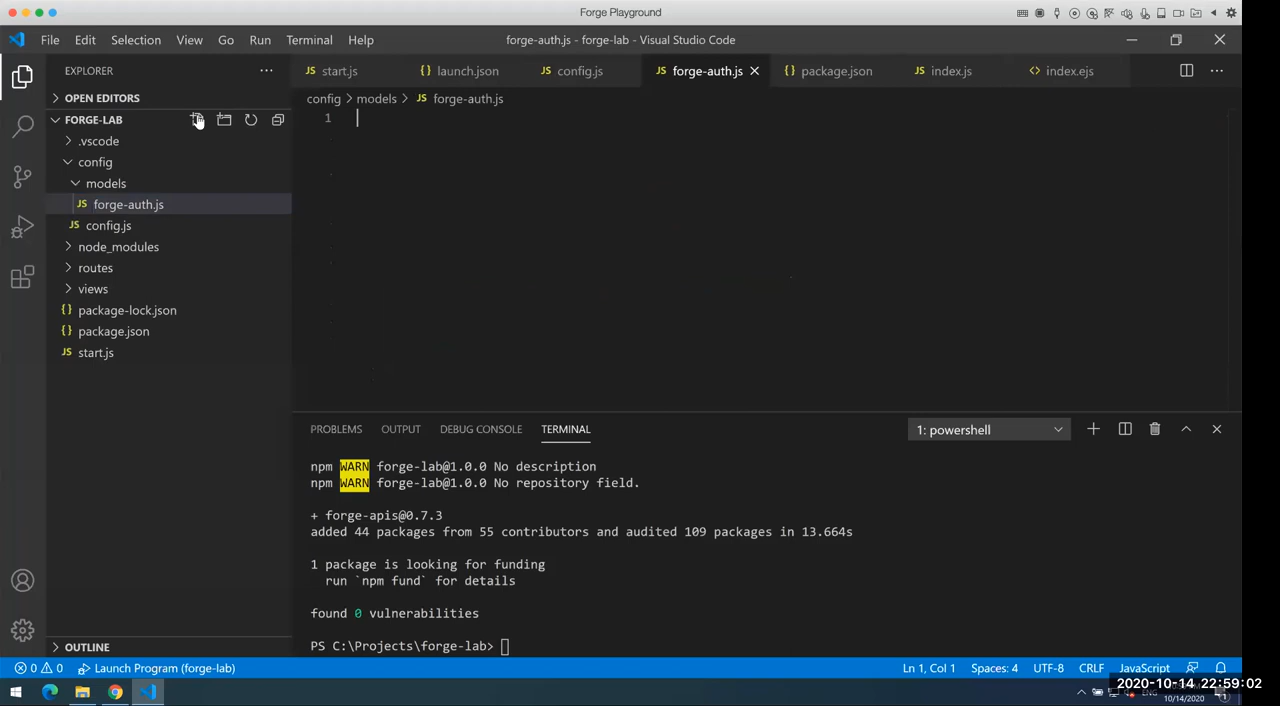 Forge Playground
File Edit Selection View Go Run Terminal Help
forge-auth.js - forge-lab - Visual Studio Code
EXPLORER
start.js
launch.json
config.js
forge-auth.js
package.json
index.js
index.ejs
OPEN EDITORS
config > models > forge-auth.js
FORGE-LAB
1
.vscode
config
models
forge-auth.js
config.js
node_modules
routes
views
package-lock.json
package.json
start.js
PROBLEMS OUTPUT DEBUG CONSOLE TERMINAL
1: powershell
npm WARN forge-lab@1.0.0 No description
npm WARN forge-lab@1.0.0 No repository field.
+ forge-apis@0.7.3
added 44 packages from 55 contributors and audited 109 packages in 13.664s
1 package is looking for funding
run `npm fund` for details
found 0 vulnerabilities
PS C:\Projects\forge-lab>
OUTLINE
0 0 Launch Program (forge-lab)
Ln 1, Col 1 Spaces: 4 UTF-8 CRLF JavaScript
2020-10-14 22:59:02
ENG
10/14/2020